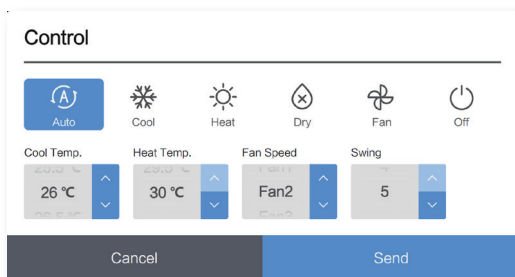 Control
Auto Cool Heat Dry Fan Off
Cool Temp. Heat Temp. Fan Speed Swing
26 ℃ 30 ℃ Fan2 5
Cancel Send